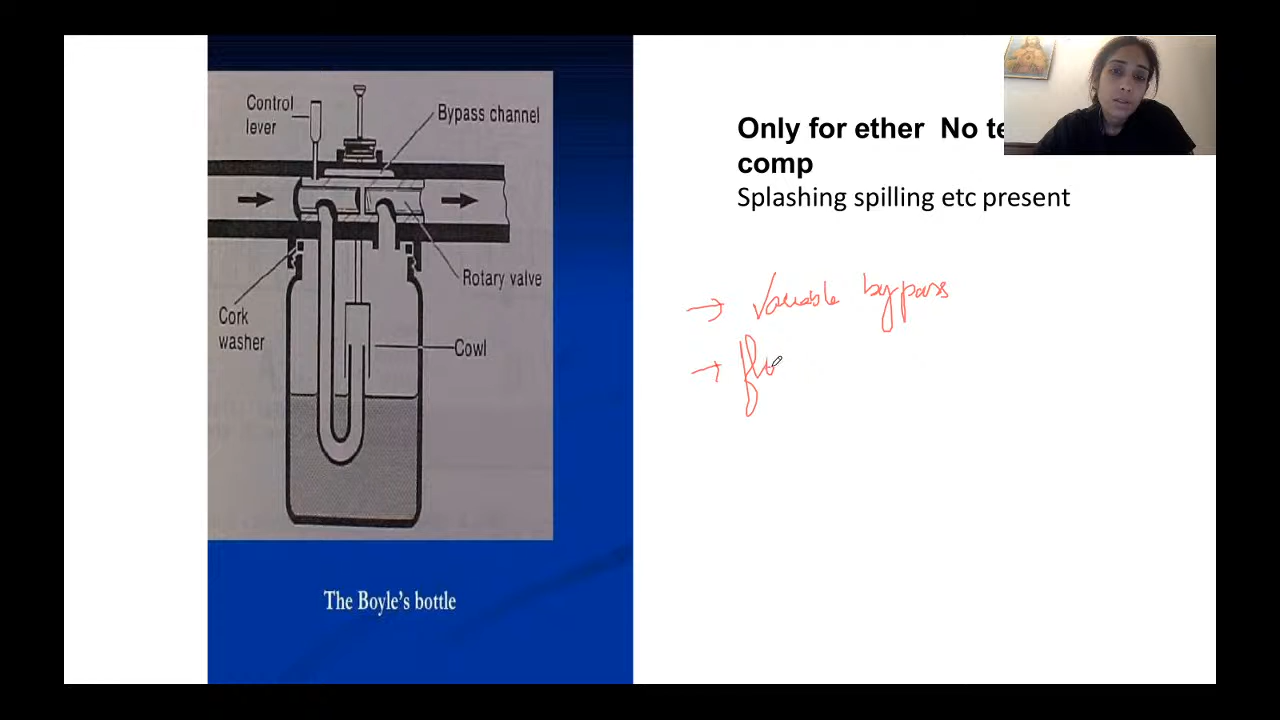 Control
lever
Bypass channel
Rotary valve
Cork
washer
Cowl
The Boyle's bottle
Only for ether No te
comp
Splashing spilling etc present
→ Variable bypass
→ flo